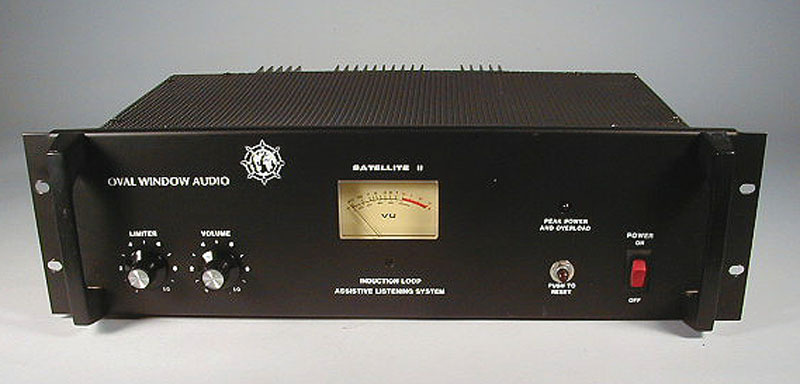 OVAL WINDOW AUDIO
SATELLITE II
VU
PEAK POWER
AND OVERLOAD
POWER
ON
LIMITER
VOLUME
INDUCTION LOOP
ASSISTIVE LISTENING SYSTEM
PUSH TO
RESET
OFF